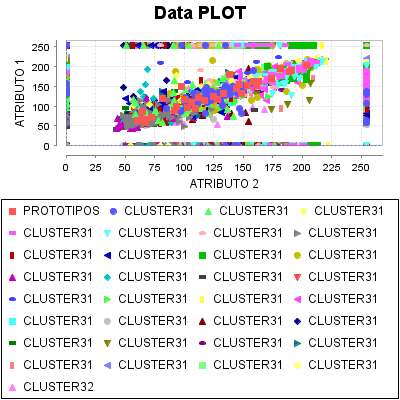 Data PLOT
ATRIBUTO 1
250
200
150
100
50
0
0 25 50 75 100 125 150 175 200 225 250
ATRIBUTO 2
PROTOTIPOS CLUSTER31 CLUSTER31 CLUSTER31
CLUSTER31 CLUSTER31 CLUSTER31 CLUSTER31
CLUSTER31 CLUSTER31 CLUSTER31 CLUSTER31
CLUSTER31 CLUSTER31 CLUSTER31 CLUSTER31
CLUSTER31 CLUSTER31 CLUSTER31 CLUSTER31
CLUSTER31 CLUSTER31 CLUSTER31 CLUSTER31
CLUSTER31 CLUSTER31 CLUSTER31 CLUSTER31
CLUSTER31 CLUSTER31 CLUSTER31 CLUSTER31
CLUSTER32